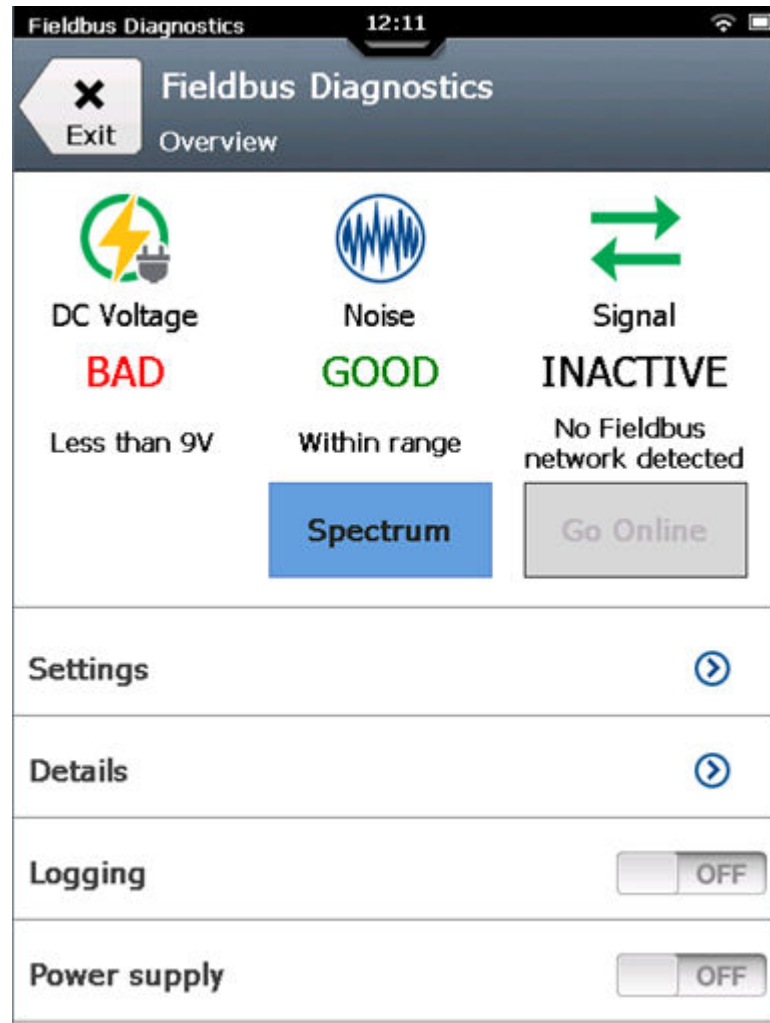 Fieldbus Diagnostics 12:11
Exit
Fieldbus Diagnostics
Overview
DC Voltage
BAD
Less than 9V
Noise
GOOD
Within range
Spectrum
Signal
INACTIVE
No Fieldbus
network detected
Go Online
Settings
Details
Logging OFF
Power supply OFF